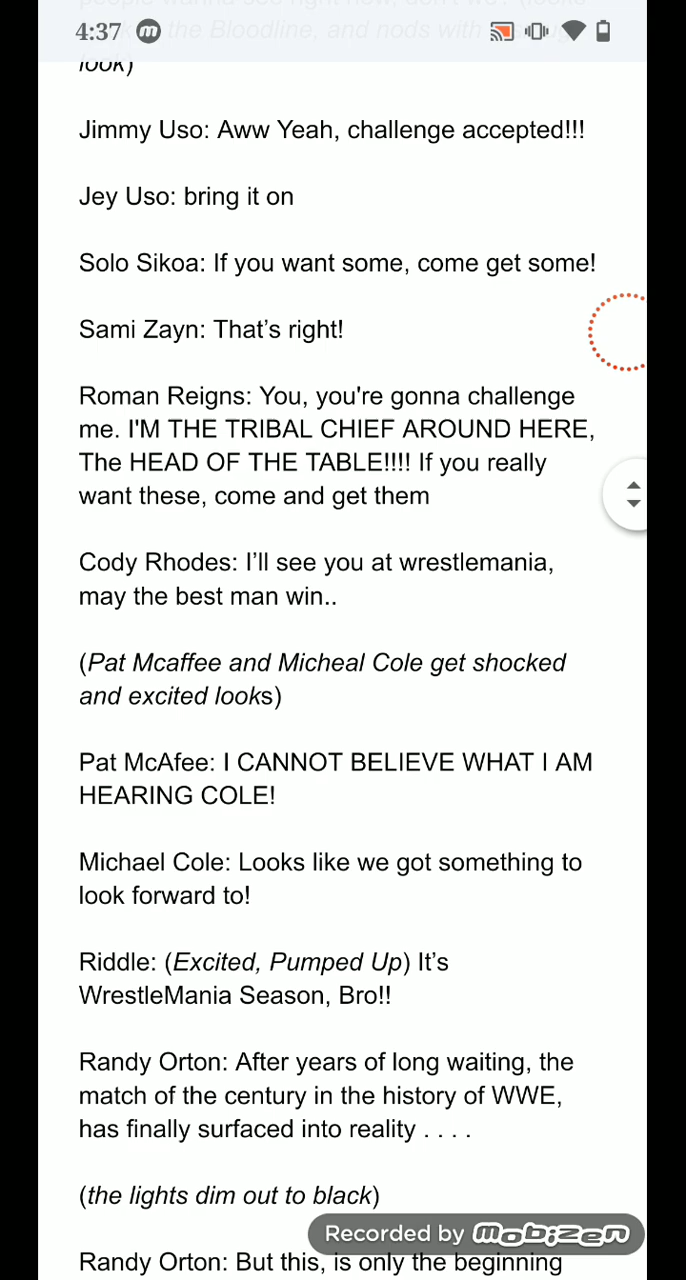 4:37
the Bloodline, and nods with
look)
Jimmy Uso: Aww Yeah, challenge accepted!!!
Jey Uso: bring it on
Solo Sikoa: If you want some, come get some!
Sami Zayn: That’s right!
Roman Reigns: You, you're gonna challenge
me. I'M THE TRIBAL CHIEF AROUND HERE,
The HEAD OF THE TABLE!!!! If you really
want these, come and get them
Cody Rhodes: I’ll see you at wrestlemania,
may the best man win..
(Pat Mcaffee and Micheal Cole get shocked
and excited looks)
Pat McAfee: I CANNOT BELIEVE WHAT I AM
HEARING COLE!
Michael Cole: Looks like we got something to
look forward to!
Riddle: (Excited, Pumped Up) It’s
WrestleMania Season, Bro!!
Randy Orton: After years of long waiting, the
match of the century in the history of WWE,
has finally surfaced into reality . . . .
(the lights dim out to black)
Recorded by mobizen
Randy Orton: But this, is only the beginning